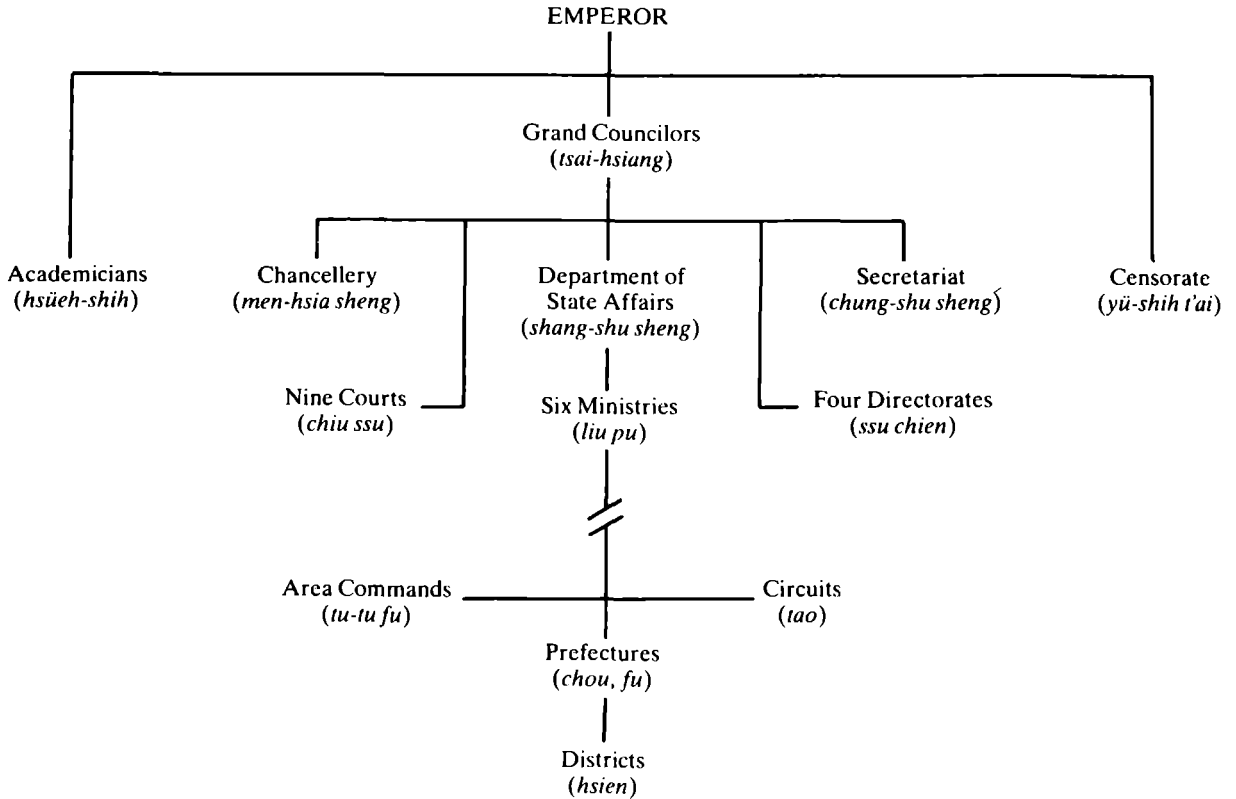 EMPEROR
Grand Councilors
(tsai-hsiang)
Academicians
(hsüeh-shih)
Chancellery
(men-hsia sheng)
Department of
State Affairs
(shang-shu sheng)
Secretariat
(chung-shu sheng)
Censorate
(yü-shih t'ai)
Nine Courts
(chiu ssu)
Six Ministries
(liu pu)
Four Directorates
(ssu chien)
Area Commands
(tu-tu fu)
Circuits
(tao)
Prefectures
(chou, fu)
Districts
(hsien)